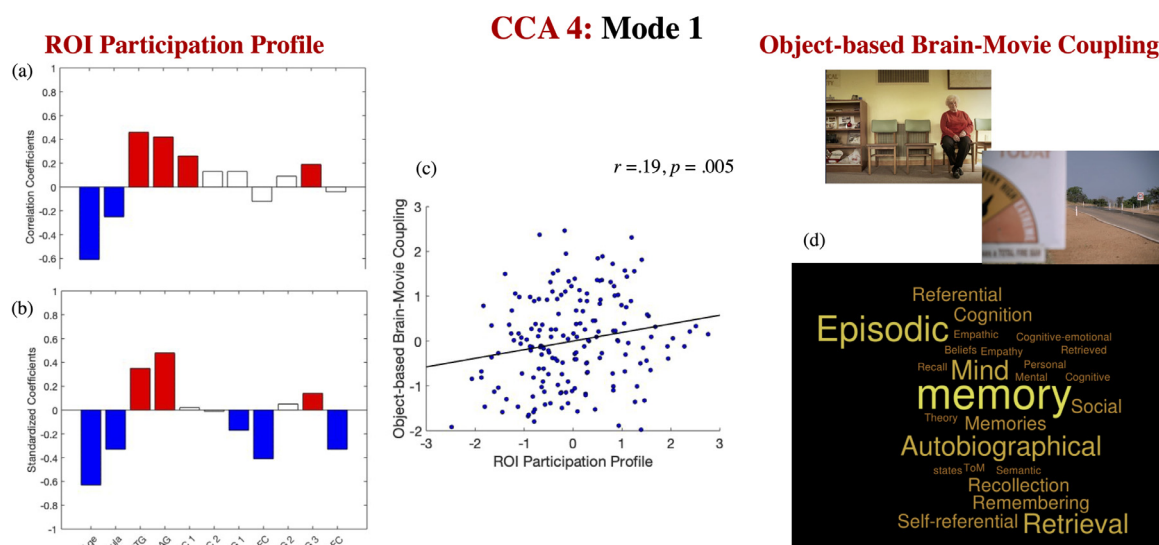 CCA 4: Mode 1
ROI Participation Profile
Object-based Brain-Movie Coupling
(a)
1
0.8
0.6
0.4
0.2
0
-0.2
-0.4
-0.6
Correlation Coefficients
(b)
1
0.8
0.6
0.4
0.2
0
-0.2
-0.4
-0.6
-0.8
-1
Standardized Coefficients
(c)
r =.19, p = .005
3
2
1
0
-1
-2
Object-based Brain-Movie Coupling
-3 -2 -1 0 1 2 3
ROI Participation Profile
TODAY
EXTREME
(d)
Referential
Cognition
Episodic
Empathic
Cognitive-emotional
Beliefs Empathy Retrieved
Recall Mind Personal
Mental Cognitive
memory
Social
Theory
Memories
Autobiographical
states ToM Semantic
Recollection
Remembering
Self-referential Retrieval